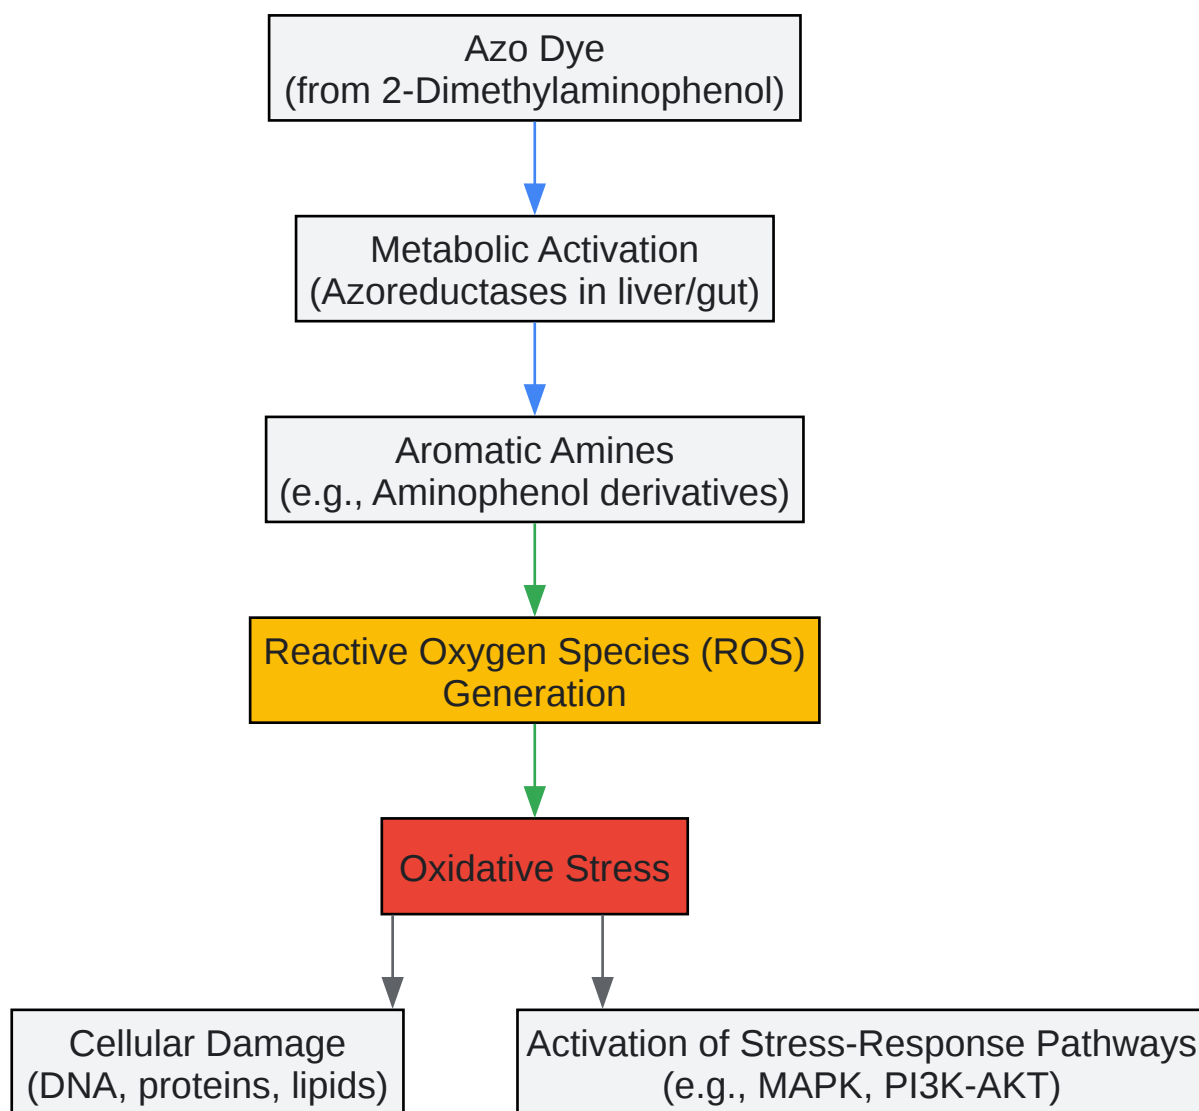 Azo Dye
(from 2-Dimethylaminophenol)
Metabolic Activation
(Azoreductases in liver/gut)
Aromatic Amines
(e.g., Aminophenol derivatives)
Reactive Oxygen Species (ROS)
Generation
Oxidative Stress
Cellular Damage
(DNA, proteins, lipids)
Activation of Stress-Response Pathways
(e.g., MAPK, PI3K-AKT)